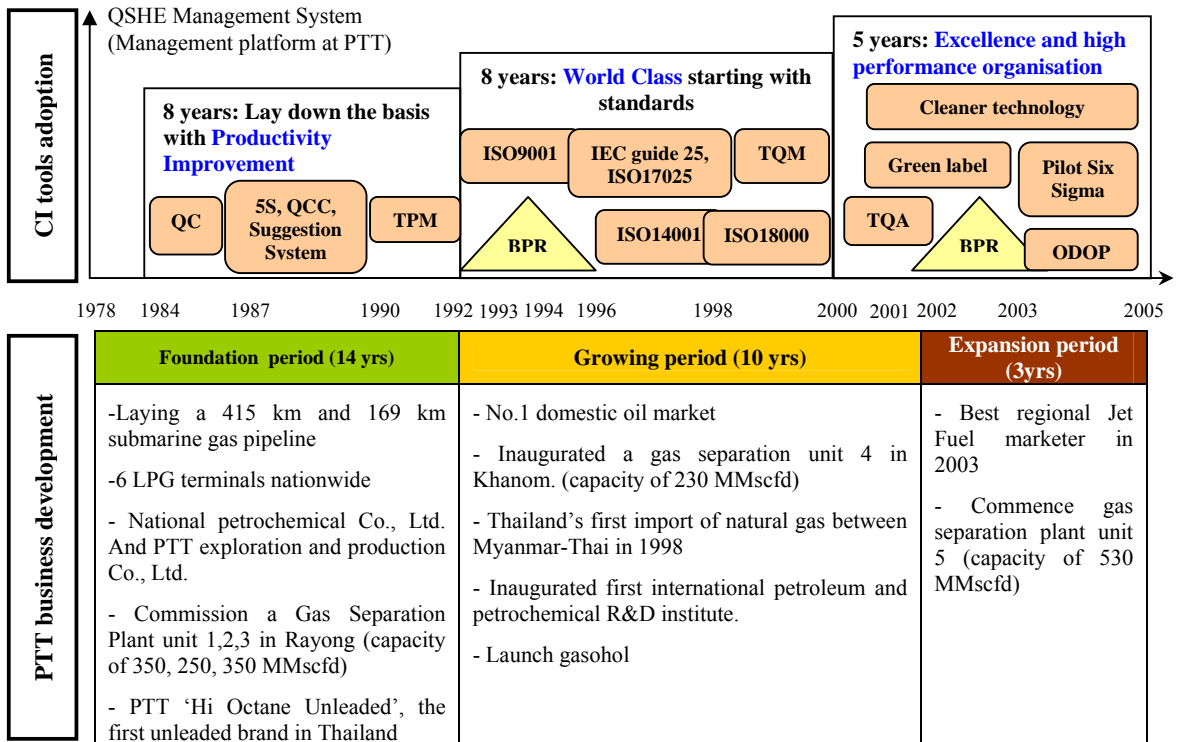 QSHE Management System
(Management platform at PTT)
CI tools adoption
8 years: Lay down the basis
with Productivity
Improvement
QC
5S, QCC,
Suggestion
System
TPM
8 years: World Class starting with
standards
ISO9001
IEC guide 25,
ISO17025
TQM
BPR
ISO14001
ISO18000
5 years: Excellence and high
performance organisation
Cleaner technology
Green label
Pilot Six
Sigma
TQA
BPR
ODOP
1978 1984 1987 1990 1992 1993 1994 1996 1998 2000 2001 2002 2003 2005
PTT business development
Foundation period (14 yrs)
-Laying a 415 km and 169 km
submarine gas pipeline
-6 LPG terminals nationwide
- National petrochemical Co., Ltd.
And PTT exploration and production
Co., Ltd.
- Commission a Gas Separation
Plant unit 1,2,3 in Rayong (capacity
of 350, 250, 350 MMscfd)
- PTT ‘Hi Octane Unleaded’, the
first unleaded brand in Thailand
Growing period (10 yrs)
- No.1 domestic oil market
- Inaugurated a gas separation unit 4 in
Khanom. (capacity of 230 MMscfd)
- Thailand’s first import of natural gas between
Myanmar-Thai in 1998
- Inaugurated first international petroleum and
petrochemical R&D institute.
- Launch gasohol
Expansion period
(3yrs)
- Best regional Jet
Fuel marketer in
2003
- Commence gas
separation plant unit
5 (capacity of 530
MMscfd)